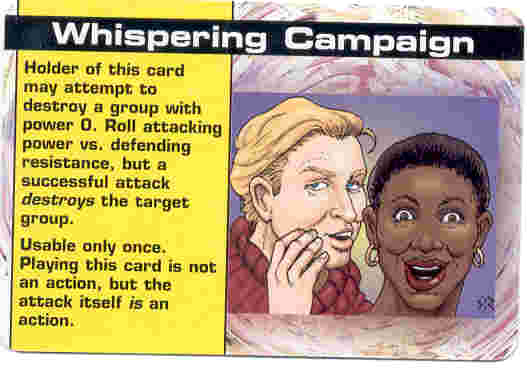 Whispering Campaign
Holder of this card
may attempt to
destroy a group with
power 0. Roll attacking
power vs. defending
resistance, but a
successful attack
destroys the target
group.
Usable only once.
Playing this card is not
an action, but the
attack itself is an
action.